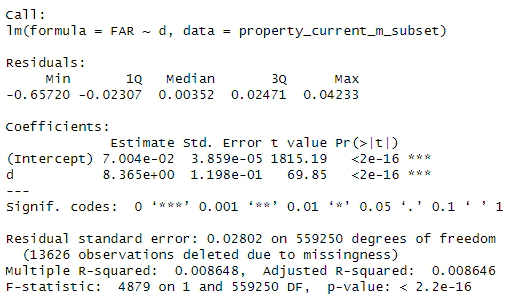 Call:
lm(formula = FAR ~ d, data = property_current_m_subset)
Residuals:
Min 1Q Median 3Q Max
-0.65720 -0.02307 0.00352 0.02471 0.04233
Coefficients:
Estimate Std. Error t value Pr(>|t|)
(Intercept) 7.004e-02 3.859e-05 1815.19 <2e-16 ***
d 8.365e+00 1.198e-01 69.85 <2e-16 ***
---
Signif. codes: 0 ‘***’ 0.001 ‘**’ 0.01 ‘*’ 0.05 ‘.’ 0.1 ‘ ’ 1
Residual standard error: 0.02802 on 559250 degrees of freedom
(13626 observations deleted due to missingness)
Multiple R-squared: 0.008648, Adjusted R-squared: 0.008646
F-statistic: 4879 on 1 and 559250 DF, p-value: < 2.2e-16